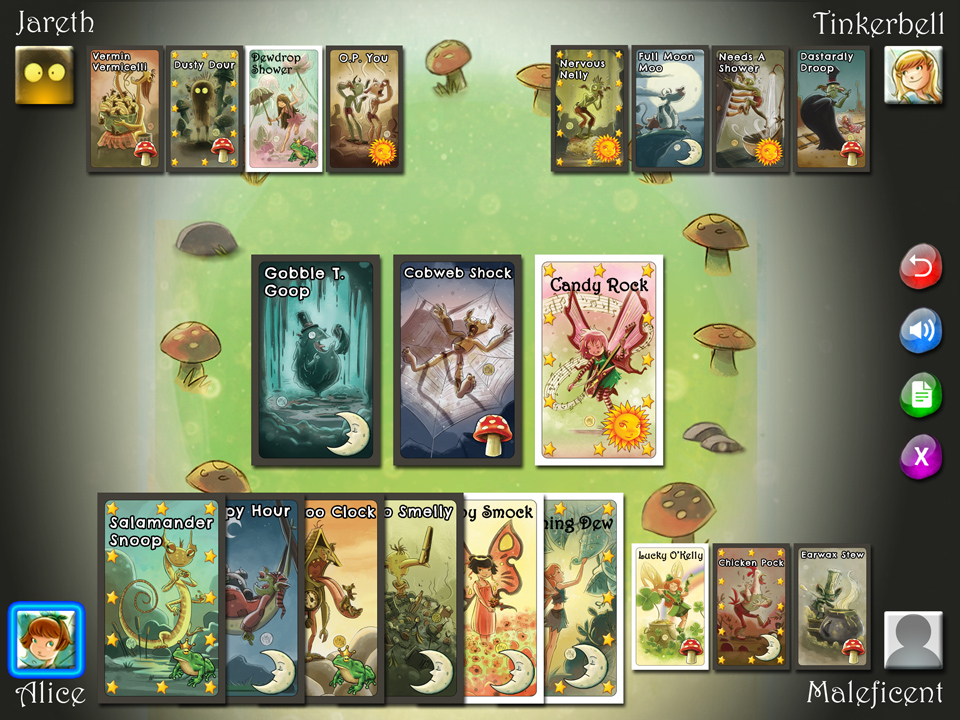 Jareth
Tinkerbell
Vermin
Vermicelli
Dusty Dour
Dewdrop
Shower
O.P. You
Nervous
Nelly
Full Moon
Moo
Needs A
Shower
Dastardly
Droop
Gobble T.
Goop
Cobweb Shock
Candy Rock
Salamander
Snoop
py Hour
oo Clock
o Smelly
by Smock
ning Dew
Lucky O'Kelly
Chicken Pock
Earwax Stew
X
Alice
Maleficent